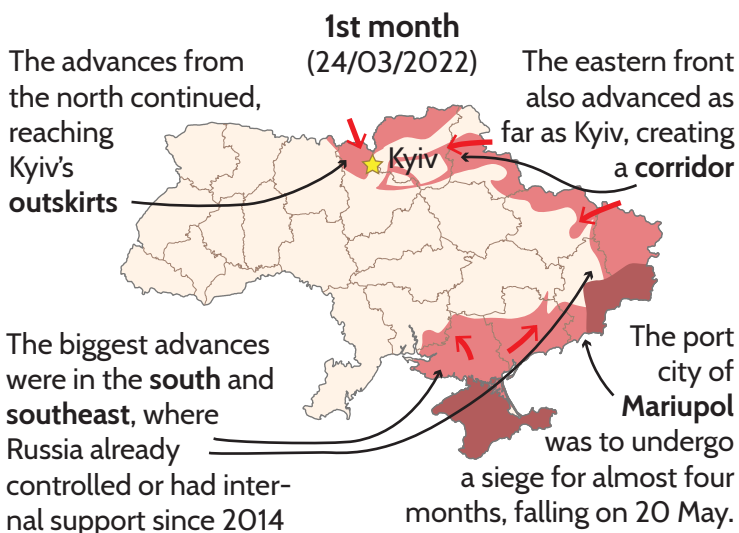 1st month
(24/03/2022)
The advances from
the north continued,
reaching
Kyiv's
outskirts
The eastern front
also advanced as
far as Kyiv, creating
a corridor
Kyiv
The biggest advances
were in the south and
southeast, where
Russia already
controlled or had inter-
nal support since 2014
The port
city of
Mariupol
was to undergo
a siege for almost four
months, falling on 20 May.